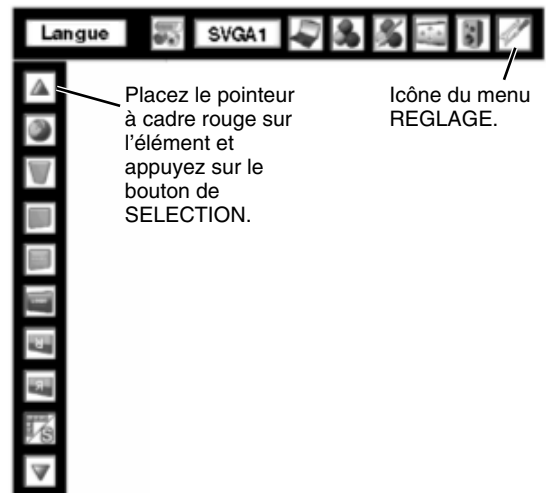 Langue SVGA1
Placez le pointeur
à cadre rouge sur
l'élément et
appuyez sur le
bouton de
SELECTION.
Icône du menu
REGLAGE.